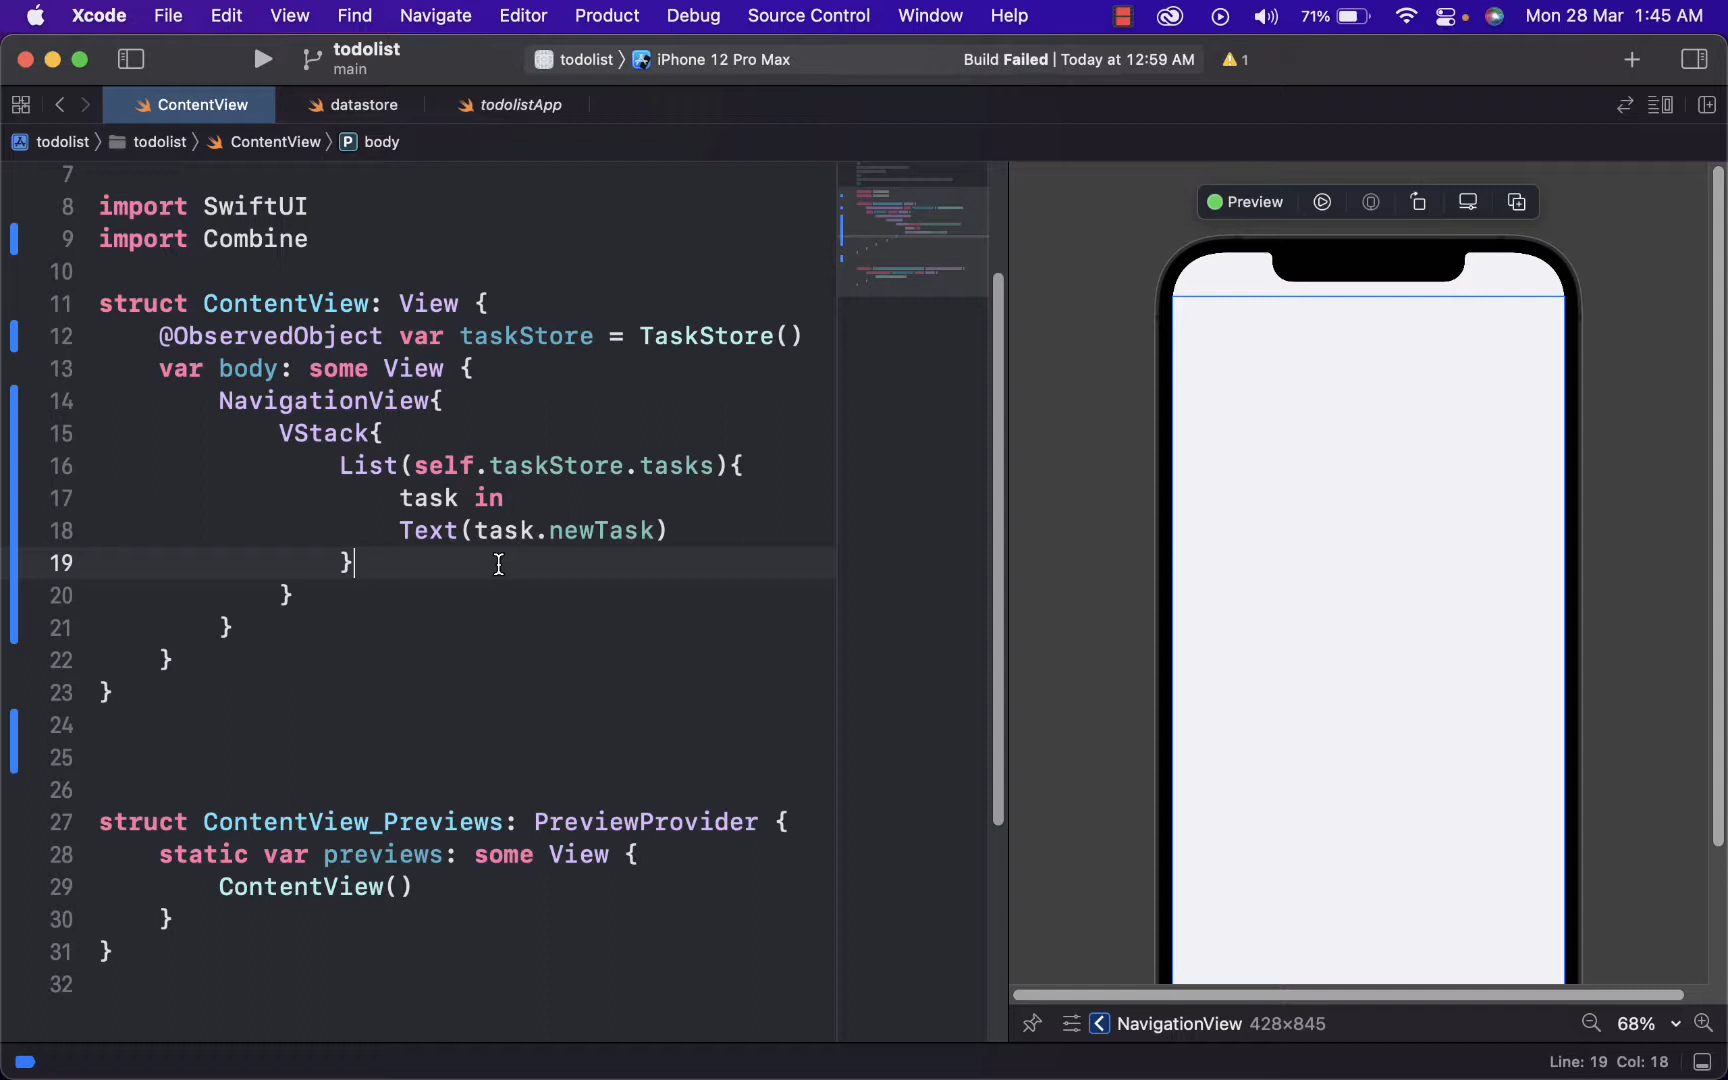 Xcode File Edit View Find Navigate Editor Product Debug Source Control Window Help 71% Mon 28 Mar 1:45 AM
todolist
main
todolist 〉 iPhone 12 Pro Max
Build Failed | Today at 12:59 AM
1
ContentView datastore todolistApp
todolist 〉 todolist 〉 ContentView 〉 P body
7
8 import SwiftUI
9 import Combine
10
11 struct ContentView: View {
12 @ObservedObject var taskStore = TaskStore()
13 var body: some View {
14 NavigationView{
15 VStack{
16 List(self.taskStore.tasks){
17 task in
18 Text(task.newTask)
19 }
20 }
21 }
22 }
23 }
24
25
26
27 struct ContentView_Previews: PreviewProvider {
28 static var previews: some View {
29 ContentView()
30 }
31 }
32
Preview
NavigationView 428×845
68%
Line: 19 Col: 18